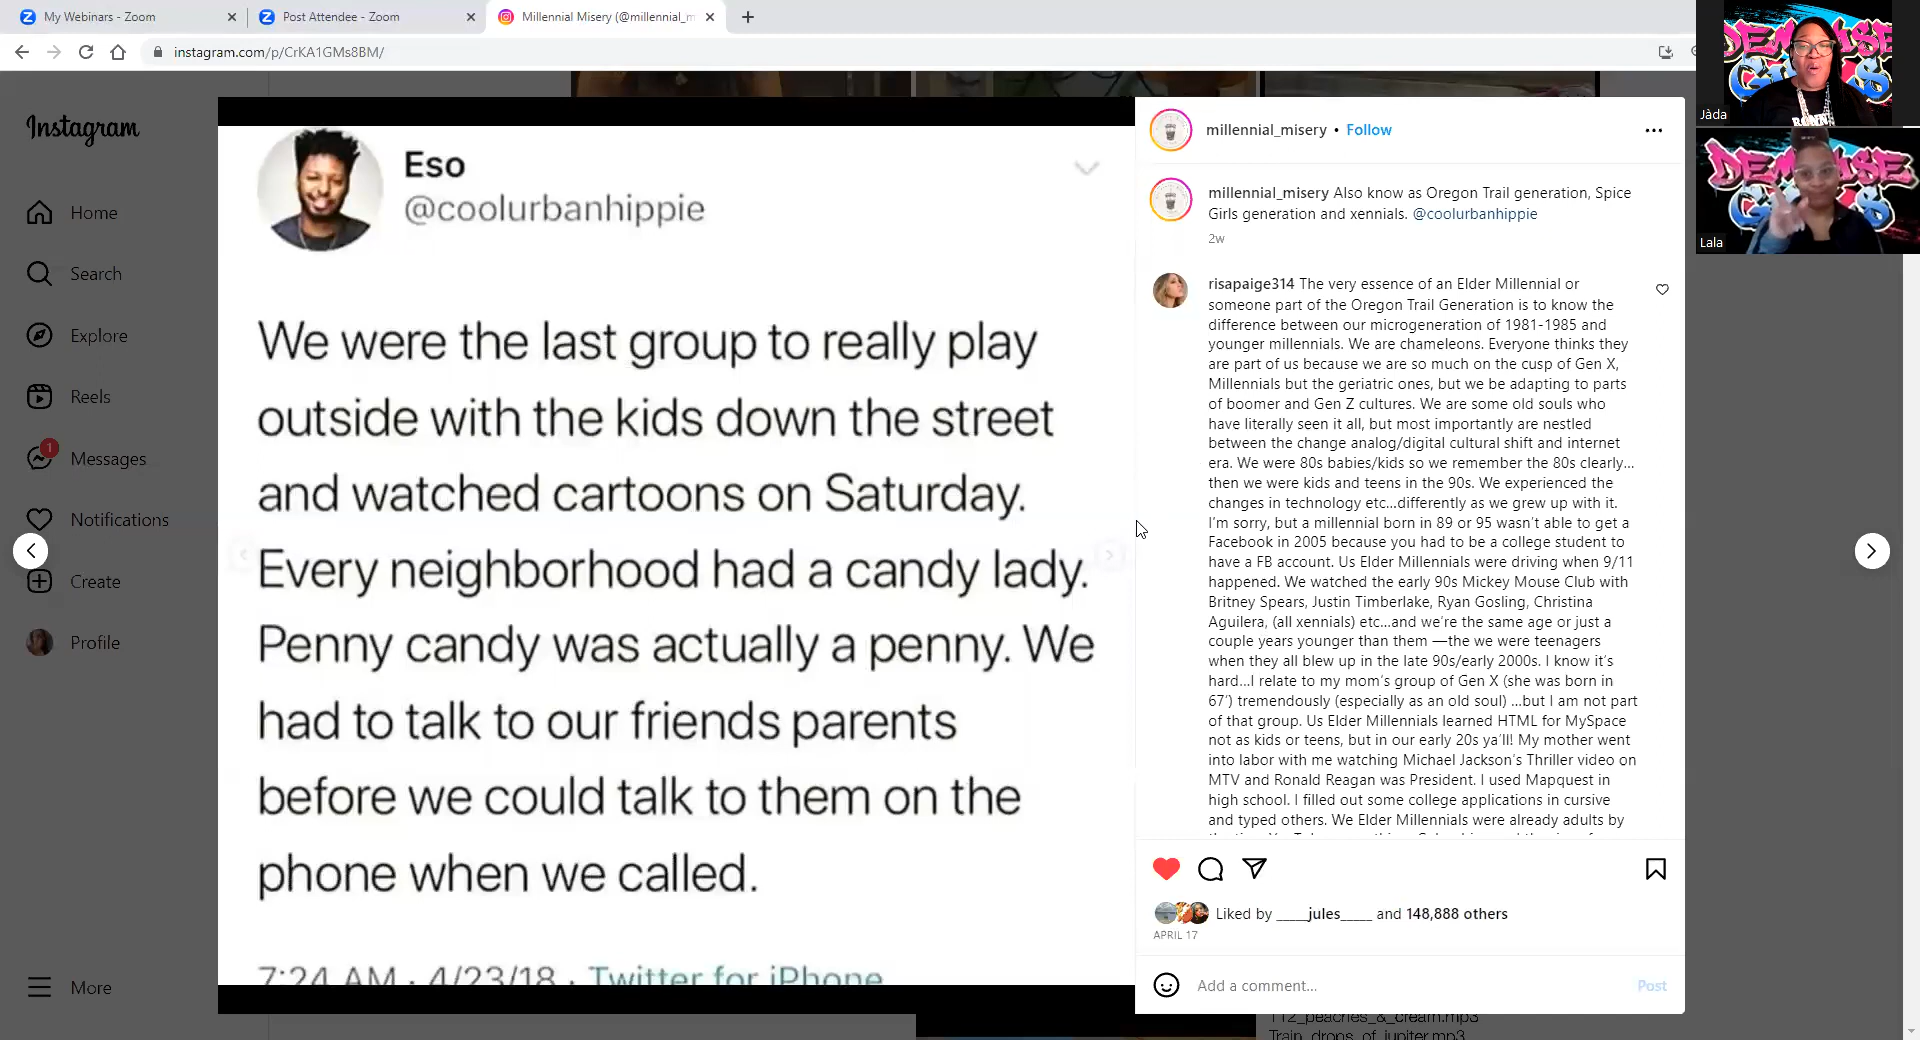 My Webinars - Zoom
Post Attendee - Zoom
Millennial Misery (@millennial_m
instagram.com/p/CrKA1GMs8BM/
Instagram
Home
Search
Explore
Reels
1
Messages
Notifications
Create
Profile
More
Eso
@coolurbanhippie
We were the last group to really play
outside with the kids down the street
and watched cartoons on Saturday.
Every neighborhood had a candy lady.
Penny candy was actually a penny. We
had to talk to our friends parents
before we could talk to them on the
phone when we called.
7:24 AM · 4/23/18 · Twitter for iPhone
millennial_misery • Follow
millennial_misery Also know as Oregon Trail generation, Spice
Girls generation and xennials. @coolurbanhippie
2w
risapaige314 The very essence of an Elder Millennial or
someone part of the Oregon Trail Generation is to know the
difference between our microgeneration of 1981-1985 and
younger millennials. We are chameleons. Everyone thinks they
are part of us because we are so much on the cusp of Gen X,
Millennials but the geriatric ones, but we be adapting to parts
of boomer and Gen Z cultures. We are some old souls who
have literally seen it all, but most importantly are nestled
between the change analog/digital cultural shift and internet
era. We were 80s babies/kids so we remember the 80s clearly...
then we were kids and teens in the 90s. We experienced the
changes in technology etc...differently as we grew up with it.
I'm sorry, but a millennial born in 89 or 95 wasn't able to get a
Facebook in 2005 because you had to be a college student to
have a FB account. Us Elder Millennials were driving when 9/11
happened. We watched the early 90s Mickey Mouse Club with
Britney Spears, Justin Timberlake, Ryan Gosling, Christina
Aguilera, (all xennials) etc...and we're the same age or just a
couple years younger than them —the we were teenagers
when they all blew up in the late 90s/early 2000s. I know it's
hard...I relate to my mom's group of Gen X (she was born in
67') tremendously (especially as an old soul) ...but I am not part
of that group. Us Elder Millennials learned HTML for MySpace
not as kids or teens, but in our early 20s ya'll! My mother went
into labor with me watching Michael Jackson's Thriller video on
MTV and Ronald Reagan was President. I used Mapquest in
high school. I filled out some college applications in cursive
and typed others. We Elder Millennials were already adults by
Liked by _____jules_____ and 148,888 others
APRIL 17
Add a comment...
Post
112_peaches_&_cream.mp3
Train_drops_of_jupiter.mp3
Jàda
Lala